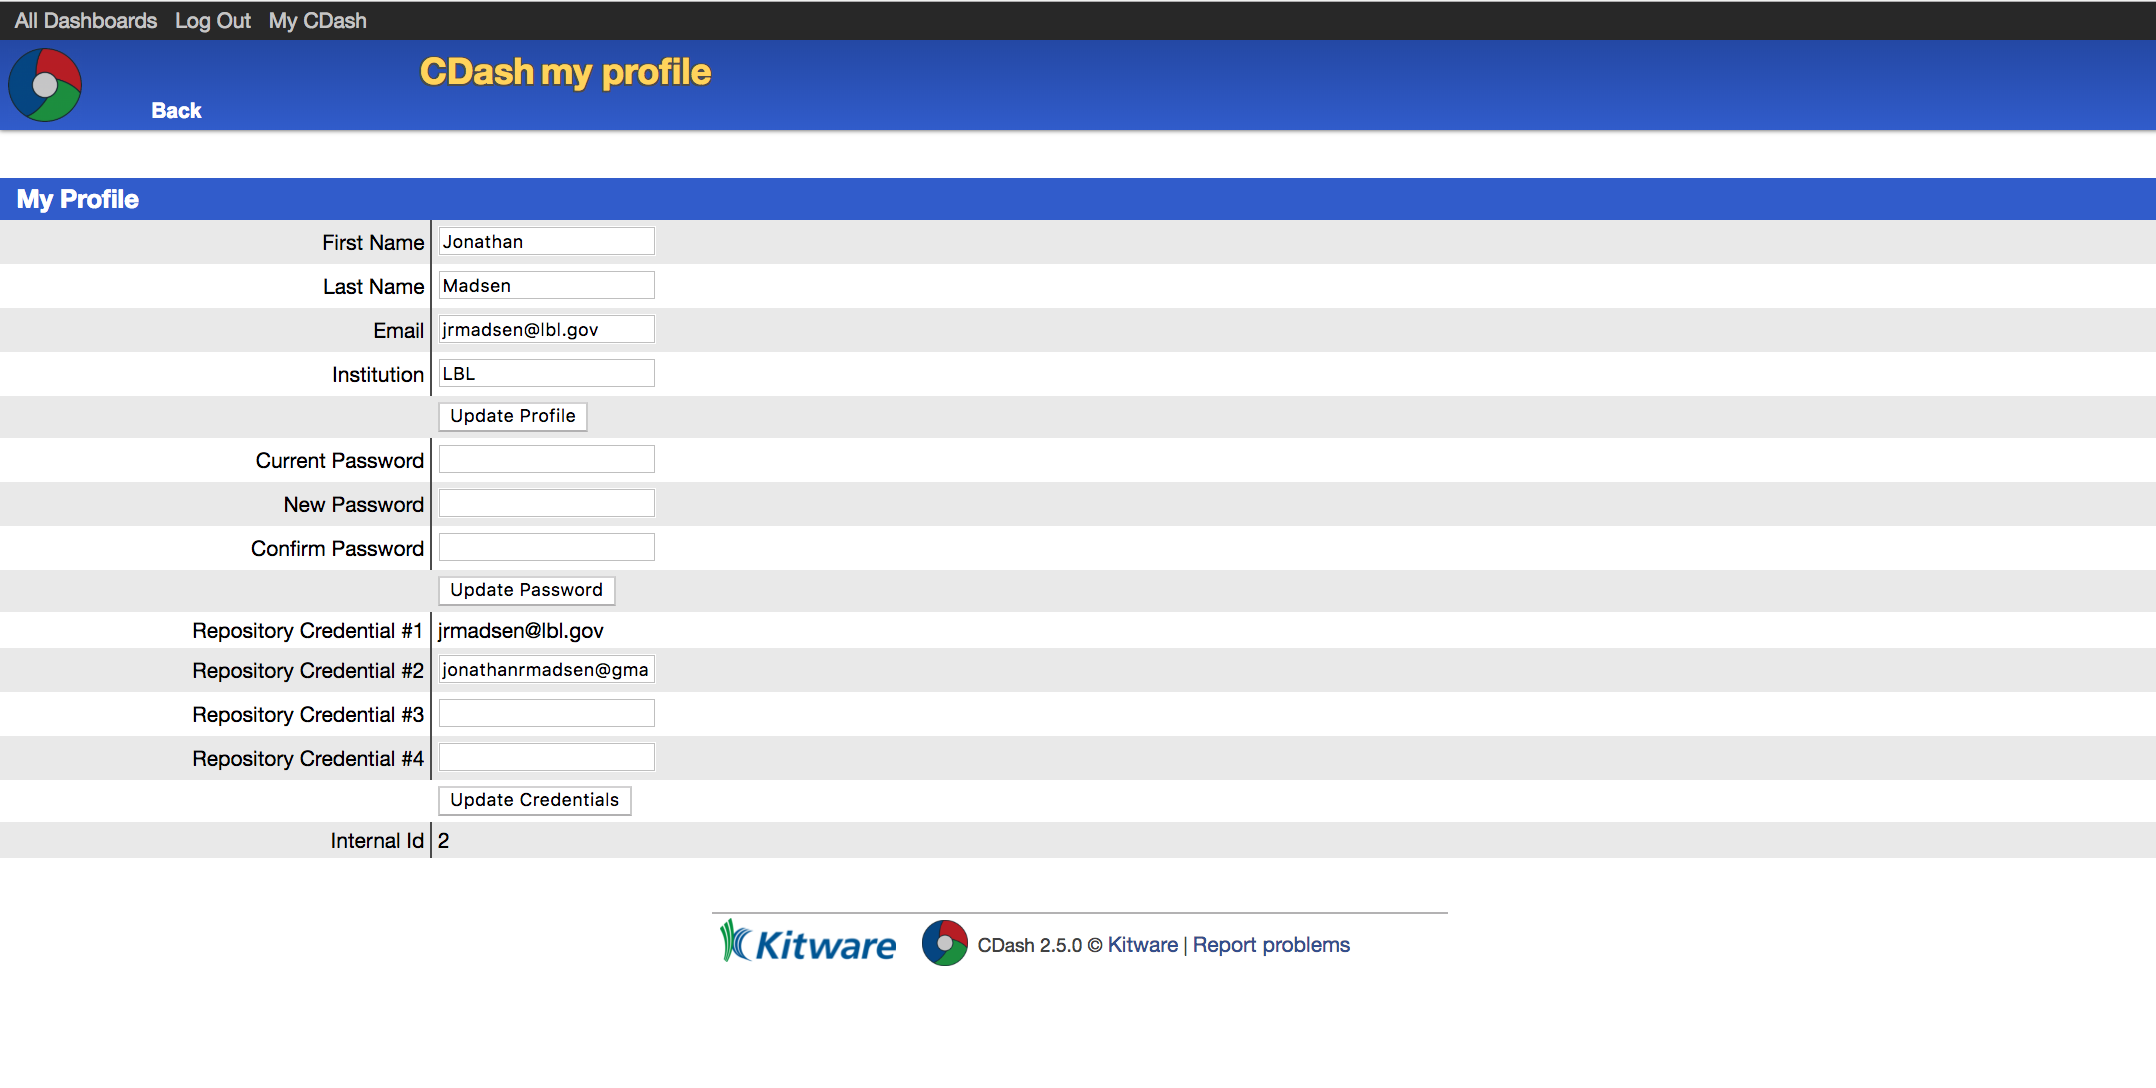 All Dashboards Log Out My CDash
CDash my profile
Back
My Profile
First Name Jonathan
Last Name Madsen
Email jrmadsen@lbl.gov
Institution LBL
Update Profile
Current Password
New Password
Confirm Password
Update Password
Repository Credential #1 jrmadsen@lbl.gov
Repository Credential #2 jonathanrmadsen@gma
Repository Credential #3
Repository Credential #4
Update Credentials
Internal Id 2
Kitware CDash 2.5.0 © Kitware | Report problems